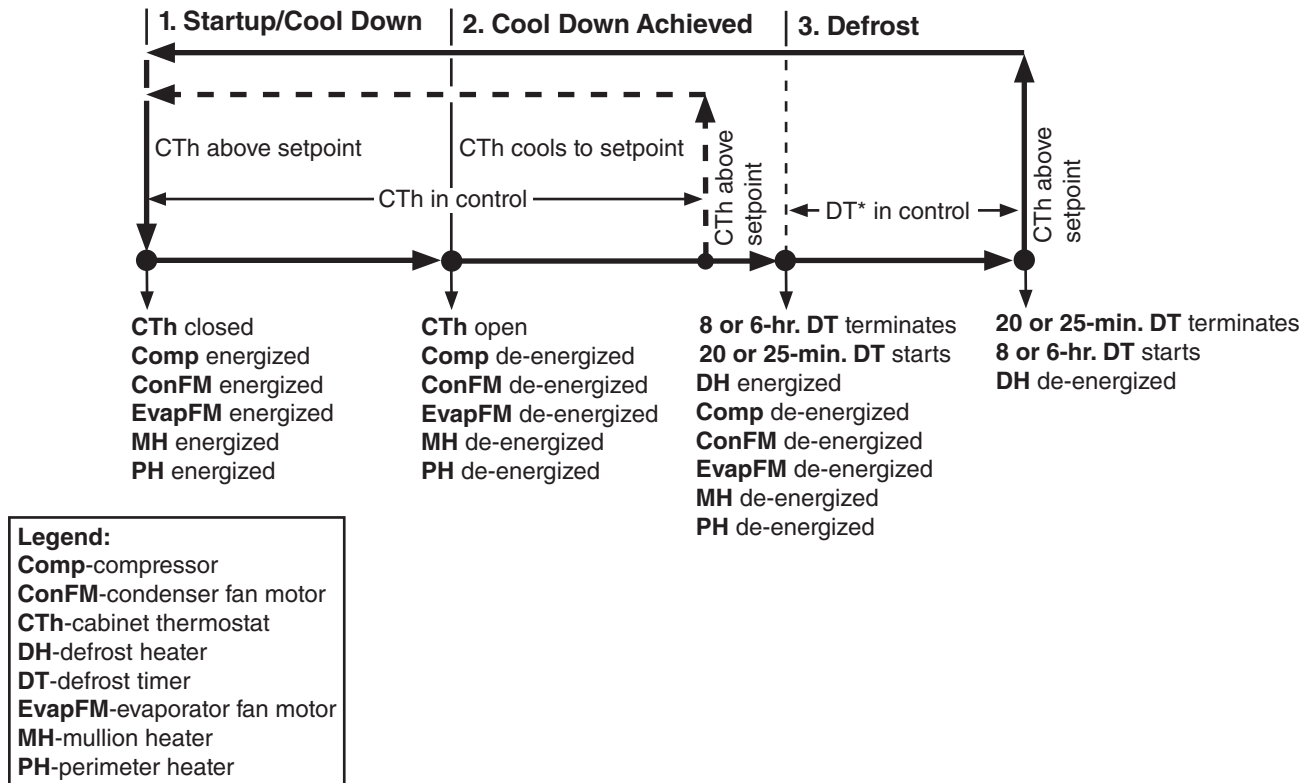 1. Startup/Cool Down
2. Cool Down Achieved
3. Defrost
CTh above setpoint
CTh cools to setpoint
CTh above
setpoint
CTh in control
DT* in control
CTh above
setpoint
CTh closed
Comp energized
ConFM energized
EvapFM energized
MH energized
PH energized
CTh open
Comp de-energized
ConFM de-energized
EvapFM de-energized
MH de-energized
PH de-energized
8 or 6-hr. DT terminates
20 or 25-min. DT starts
DH energized
Comp de-energized
ConFM de-energized
EvapFM de-energized
MH de-energized
PH de-energized
20 or 25-min. DT terminates
8 or 6-hr. DT starts
DH de-energized
Legend:
Comp-compressor
ConFM-condenser fan motor
CTh-cabinet thermostat
DH-defrost heater
DT-defrost timer
EvapFM-evaporator fan motor
MH-mullion heater
PH-perimeter heater